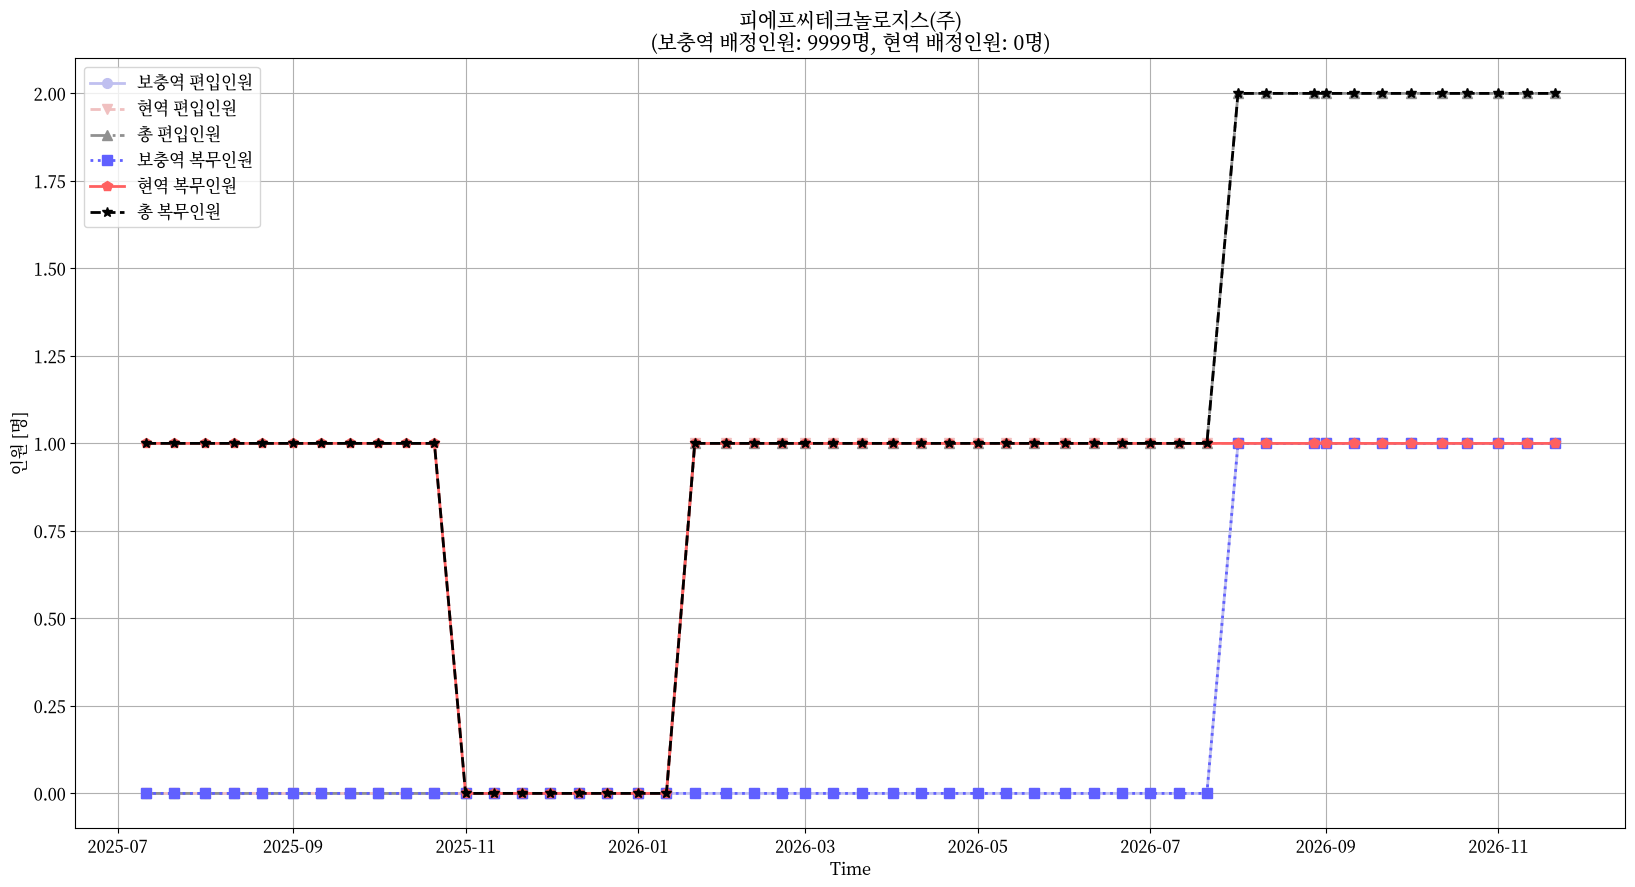 피에프씨테크놀로지스(주)
(보충역 배정인원: 9999명, 현역 배정인원: 0명)
보충역 편입인원
현역 편입인원
총 편입인원
보충역 복무인원
현역 복무인원
총 복무인원
2.00
1.75
1.50
1.25
1.00
0.75
0.50
0.25
0.00
인원 [명]
2025-07 2025-09 2025-11 2026-01 2026-03 2026-05 2026-07 2026-09 2026-11
Time